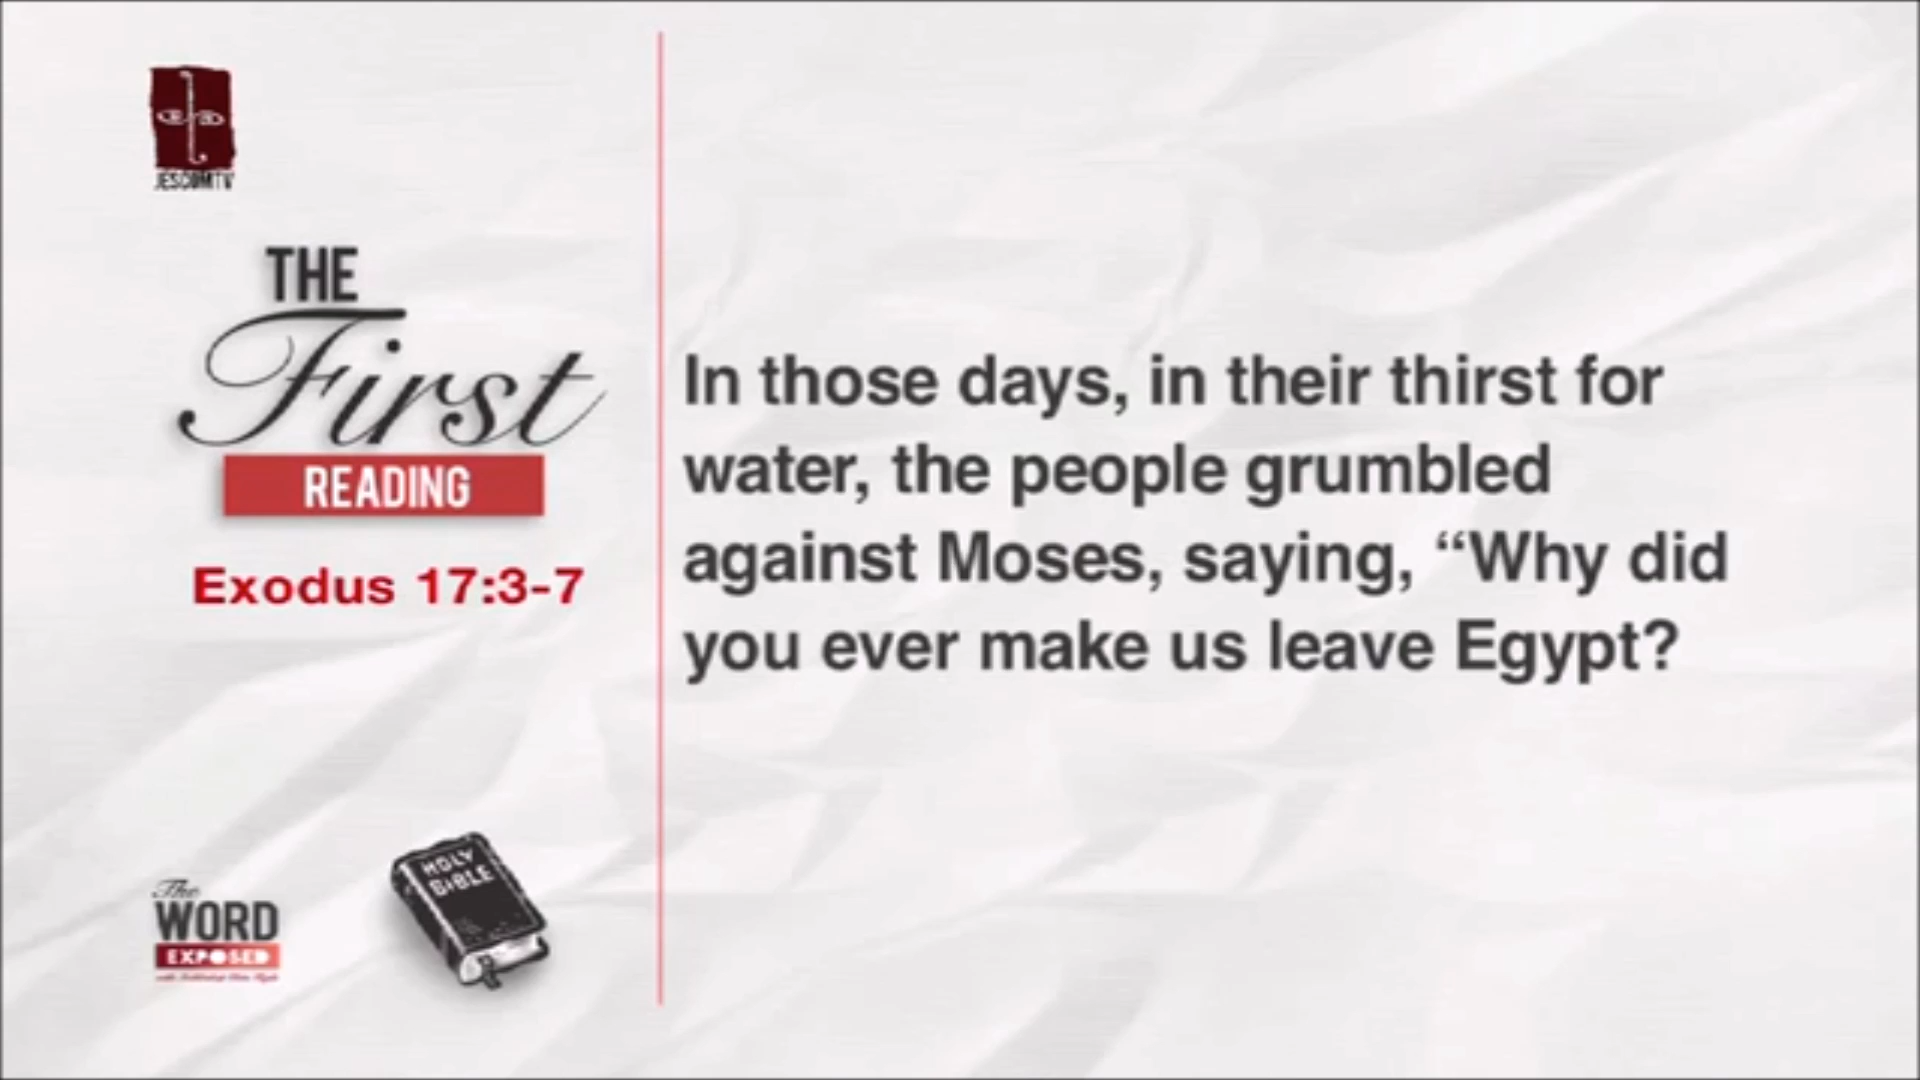 JESCOMTV
THE
First
READING
Exodus 17:3-7
In those days, in their thirst for
water, the people grumbled
against Moses, saying, “Why did
you ever make us leave Egypt?
HOLY
BIBLE
The
WORD
EXPOSED